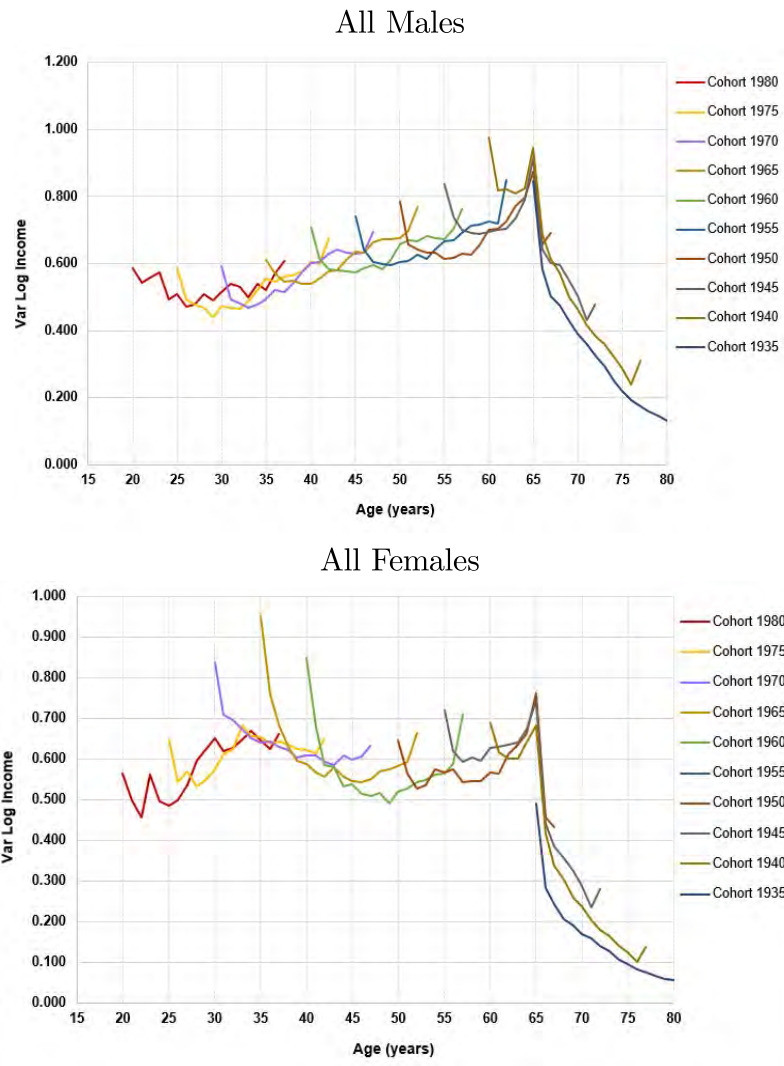 All Males
1.200
1.000
0.800
0.600
0.400
0.200
0.000
Var Log Income
15 20 25 30 35 40 45 50 55 60 65 70 75 80
Age (years)
Cohort 1980
Cohort 1975
Cohort 1970
Cohort 1965
Cohort 1960
Cohort 1955
Cohort 1950
Cohort 1945
Cohort 1940
Cohort 1935
All Females
1.000
0.900
0.800
0.700
0.600
0.500
0.400
0.300
0.200
0.100
0.000
Var Log Income
15 20 25 30 35 40 45 50 55 60 65 70 75 80
Age (years)
Cohort 1980
Cohort 1975
Cohort 1970
Cohort 1965
Cohort 1960
Cohort 1955
Cohort 1950
Cohort 1945
Cohort 1940
Cohort 1935